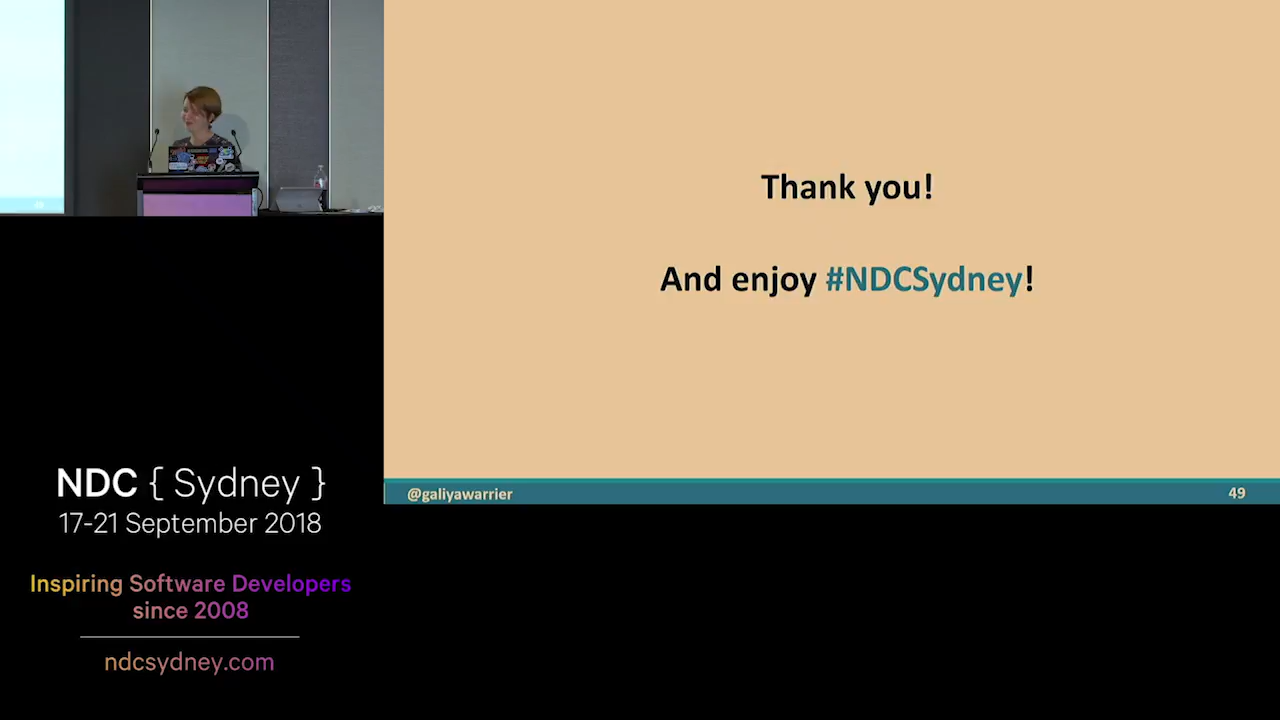 Thank you!
And enjoy #NDCSydney!
@galiyawarrier
49
NDC { Sydney }
17-21 September 2018
Inspiring Software Developers
since 2008
ndcsydney.com